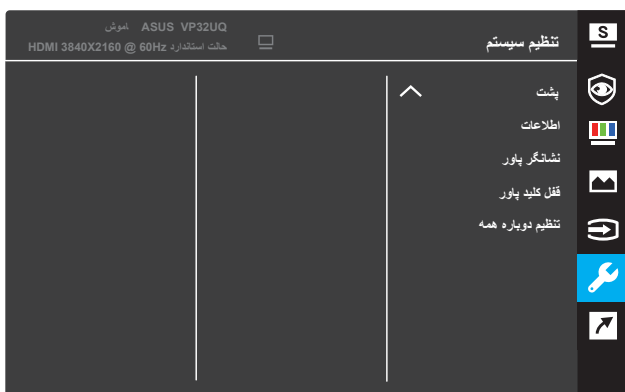 ASUS VP32UQ لموش
حالت استاندارد HDMI 3840X2160 @ 60Hz
تنظیم سیستم
S
پشت
اطلاعات
نشانگر پاور
قفل کلید پاور
تنظیم دوباره همه